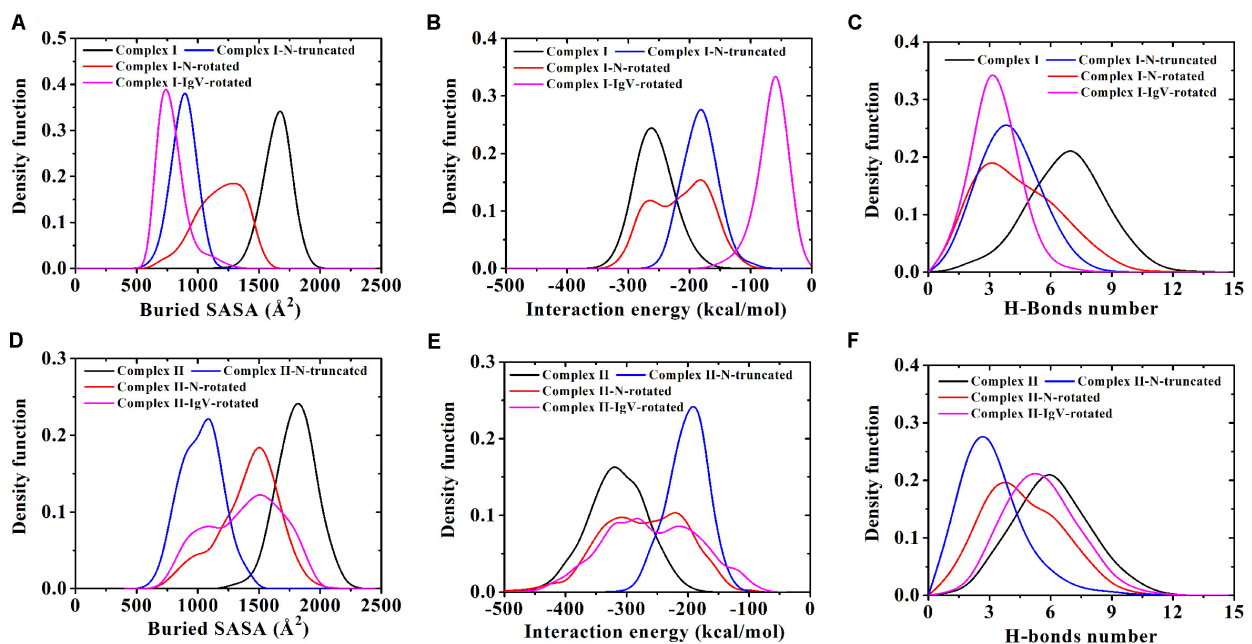 A
0.5
0.4
0.3
0.2
0.1
0.0
Density function
Complex I Complex I-N-truncated
Complex I-N-rotated
Complex I-IgV-rotated
0 500 1000 1500 2000 2500
Buried SASA (Å²)
B
0.4
0.3
0.2
0.1
0.0
Density function
Complex I Complex I-N-truncated
Complex I-N-rotated
Complex I-IgV-rotated
-500 -400 -300 -200 -100 0
Interaction energy (kcal/mol)
C
0.4
0.3
0.2
0.1
0.0
Density function
Complex I Complex I-N-truncated
Complex I-N-rotated
Complex I-IgV-rotated
0 3 6 9 12 15
H-Bonds number
D
0.3
0.2
0.1
0.0
Density function
Complex II Complex II-N-truncated
Complex II-N-rotated
Complex II-IgV-rotated
0 500 1000 1500 2000 2500
Buried SASA (Å²)
E
0.3
0.2
0.1
0.0
Density function
Complex II Complex II-N-truncated
Complex II-N-rotated
Complex II-IgV-rotated
-500 -400 -300 -200 -100 0
Interaction energy (kcal/mol)
F
0.4
0.3
0.2
0.1
0.0
Density function
Complex II Complex II-N-truncated
Complex II-N-rotated
Complex II-IgV-rotated
0 3 6 9 12 15
H-bonds number